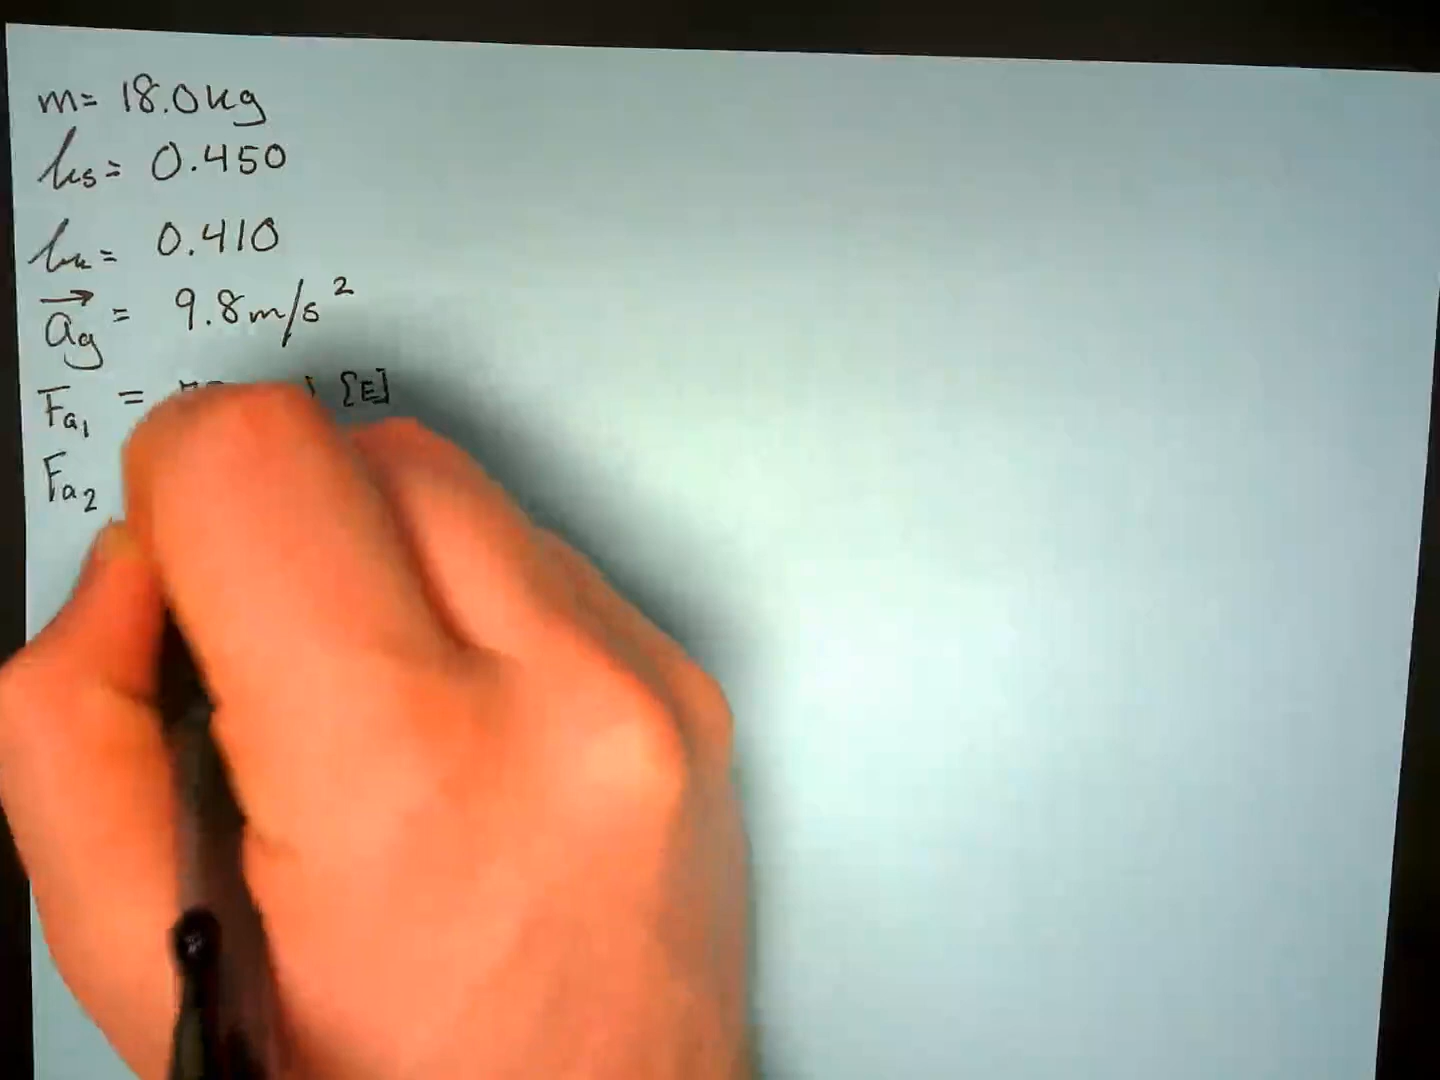 m= 18.0kg
μs= 0.450
μk= 0.410
ag= 9.8m/s²
Fa₁ = [E]
Fa₂